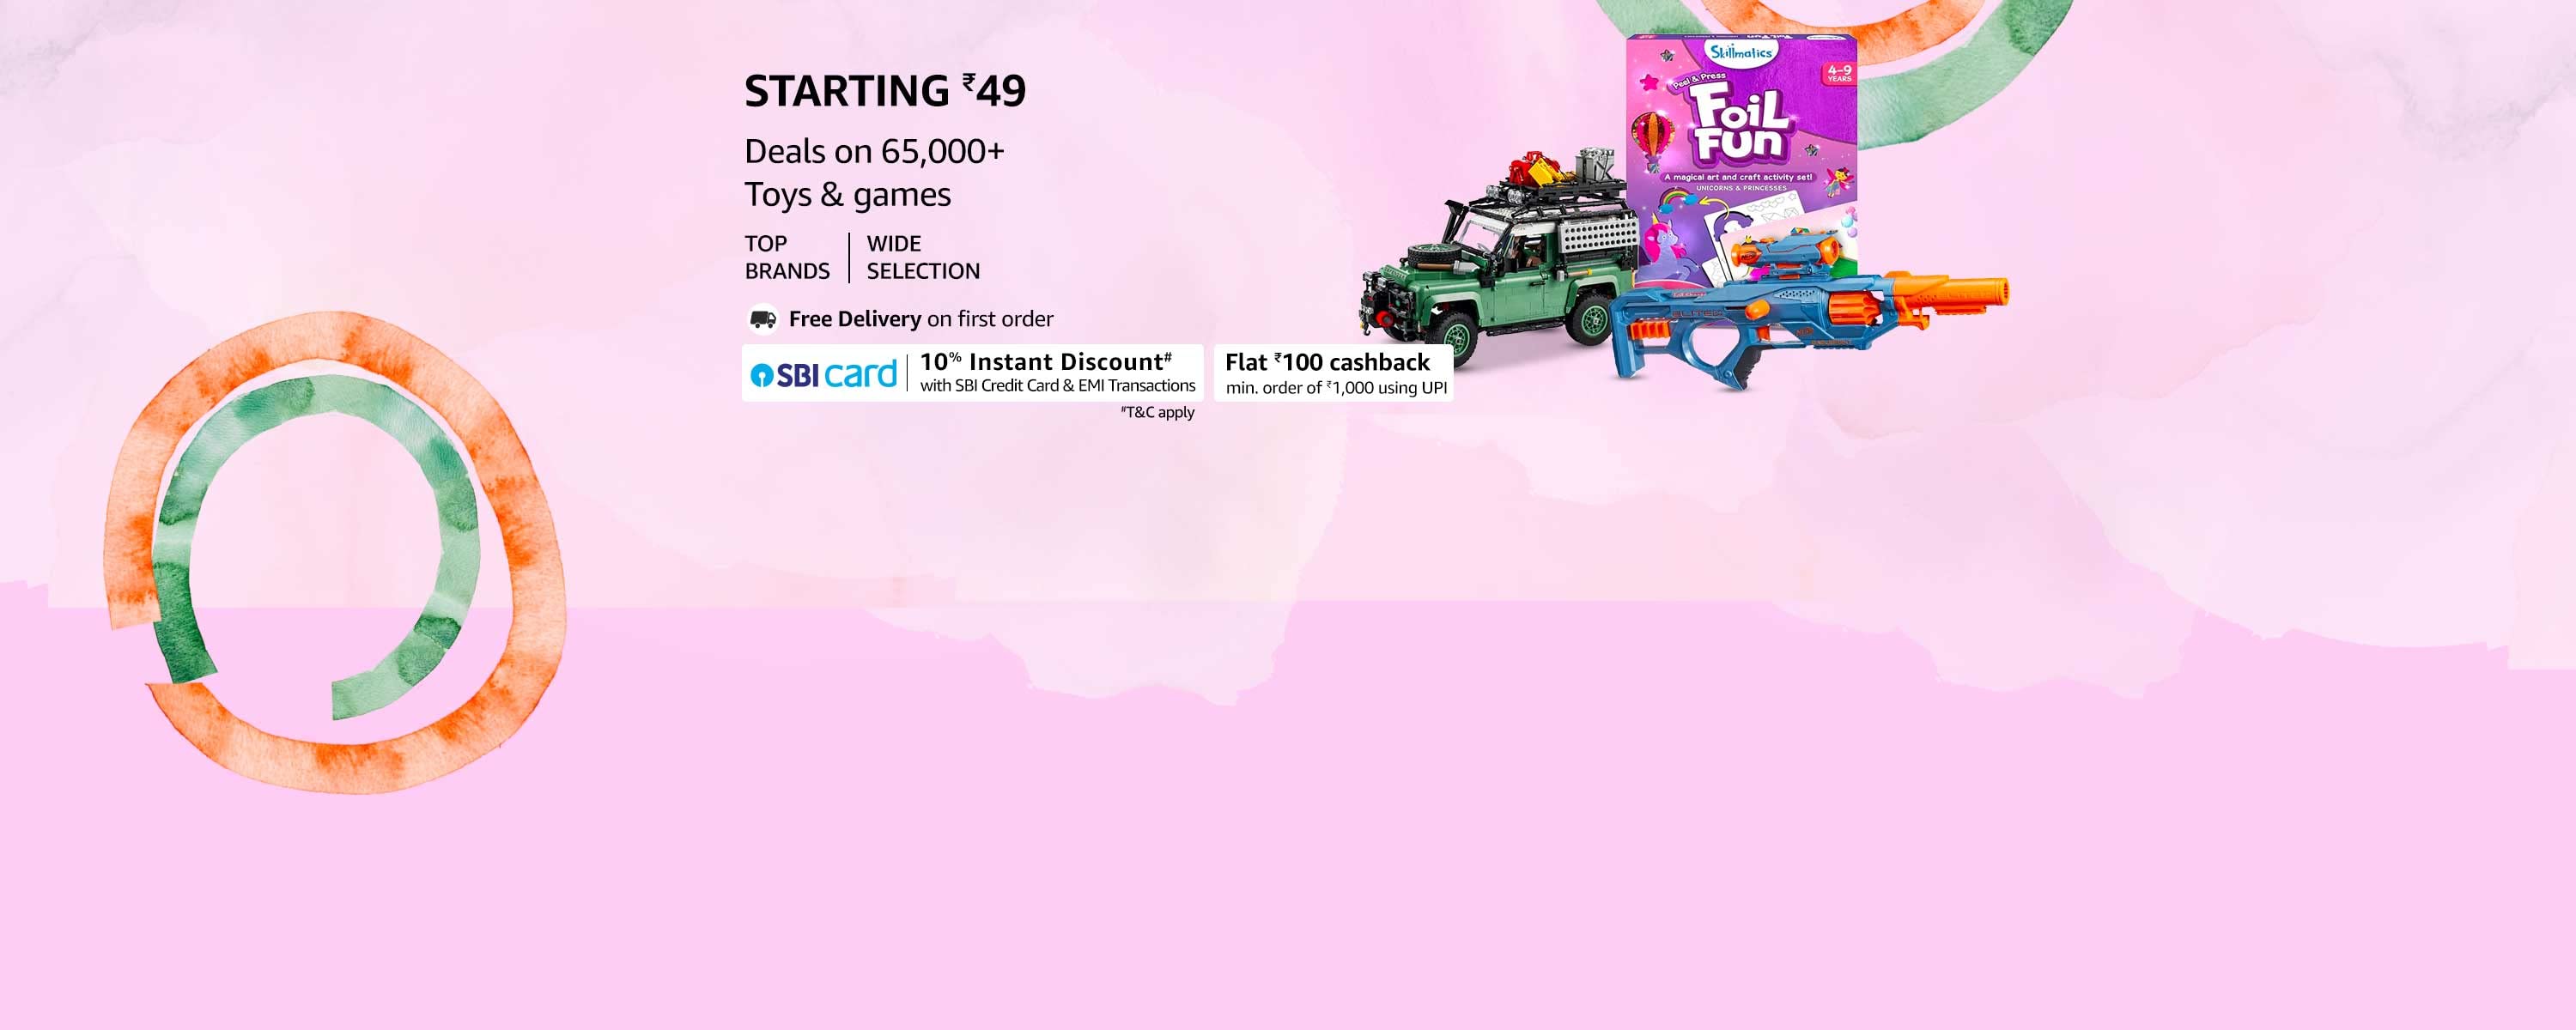 STARTING ₹49
Deals on 65,000+
Toys & games
TOP BRANDS | WIDE SELECTION
Free Delivery on first order
SBI card
10% Instant Discount#
with SBI Credit Card & EMI Transactions
Flat ₹100 cashback
min. order of ₹1,000 using UPI
#T&C apply
Skillmatics
4-9
YEARS
Peel & Press
FoiL
Fun
A magical art and craft activity set!
UNICORNS & PRINCESSES